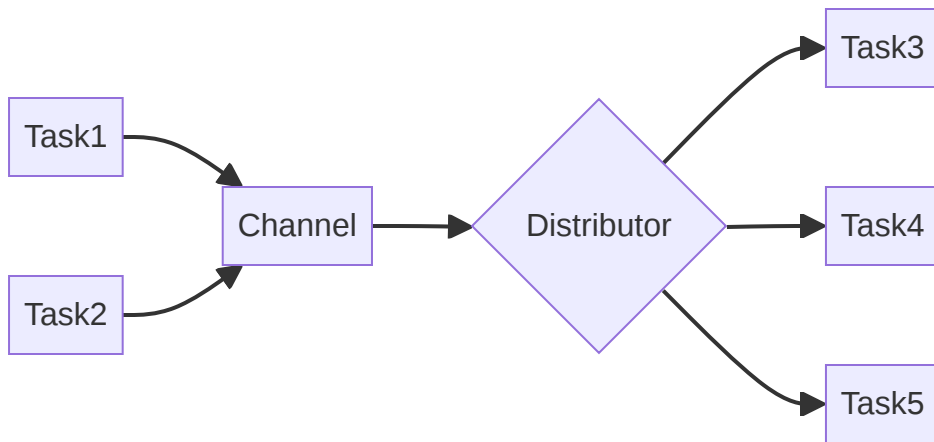 Task1
Task2
Channel
Distributor
Task3
Task4
Task5